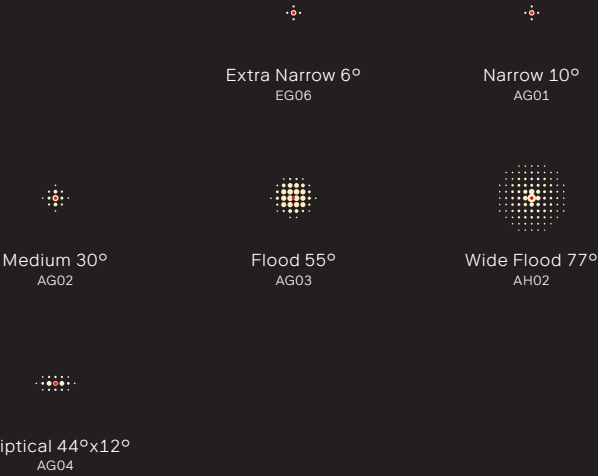 Extra Narrow 6°
EG06
Narrow 10°
AG01
Medium 30°
AG02
Flood 55°
AG03
Wide Flood 77°
AH02
iptical 44°x12°
AG04